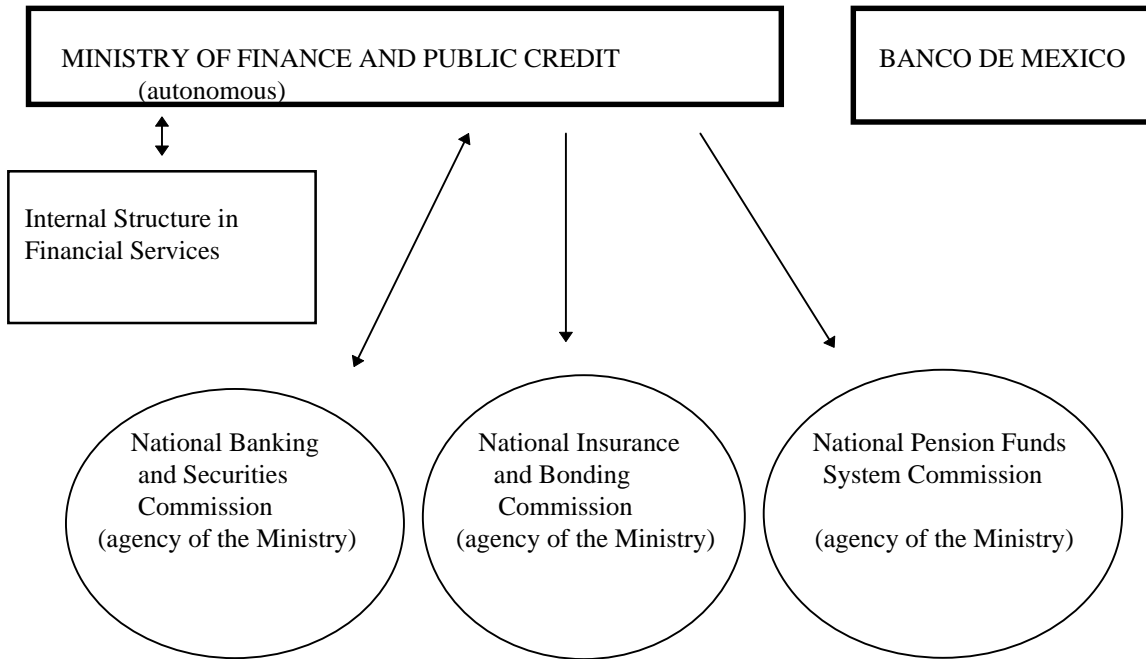 MINISTRY OF FINANCE AND PUBLIC CREDIT
(autonomous)
BANCO DE MEXICO
Internal Structure in
Financial Services
National Banking
and Securities
Commission
(agency of the Ministry)
National Insurance
and Bonding
Commission
(agency of the Ministry)
National Pension Funds
System Commission
(agency of the Ministry)